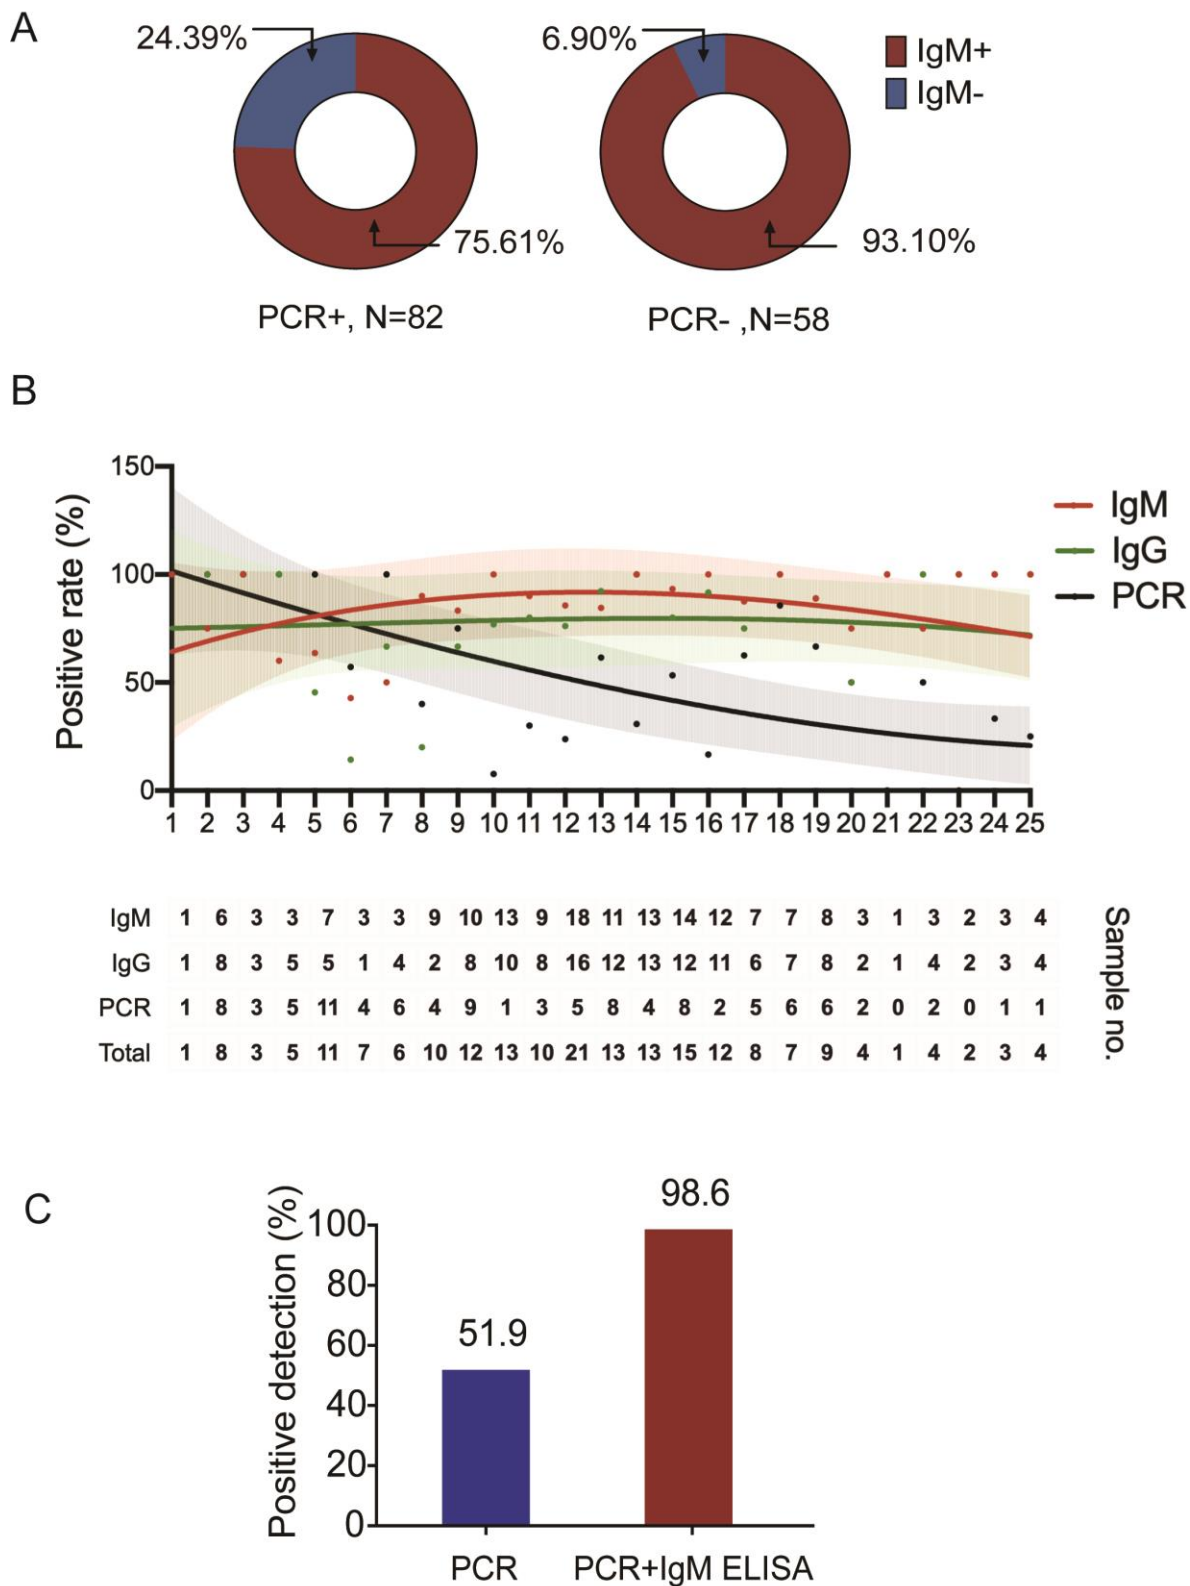 A
24.39%
6.90%
IgM+
IgM-
75.61%
93.10%
PCR+, N=82
PCR- ,N=58
B
Positive rate (%)
150
100
50
0
IgM
IgG
PCR
1 2 3 4 5 6 7 8 9 10 11 12 13 14 15 16 17 18 19 20 21 22 23 24 25
IgM 1 6 3 3 7 3 3 9 10 13 9 18 11 13 14 12 7 7 8 3 1 3 2 3 4
IgG 1 8 3 5 5 1 4 2 8 10 8 16 12 13 12 11 6 7 8 2 1 4 2 3 4
PCR 1 8 3 5 11 4 6 4 9 1 3 5 8 4 8 2 5 6 6 2 0 2 0 1 1
Total 1 8 3 5 11 7 6 10 12 13 10 21 13 13 15 12 8 7 9 4 1 4 2 3 4
Sample no.
C
Positive detection (%)
100
80
60
40
20
0
51.9
98.6
PCR
PCR+IgM ELISA